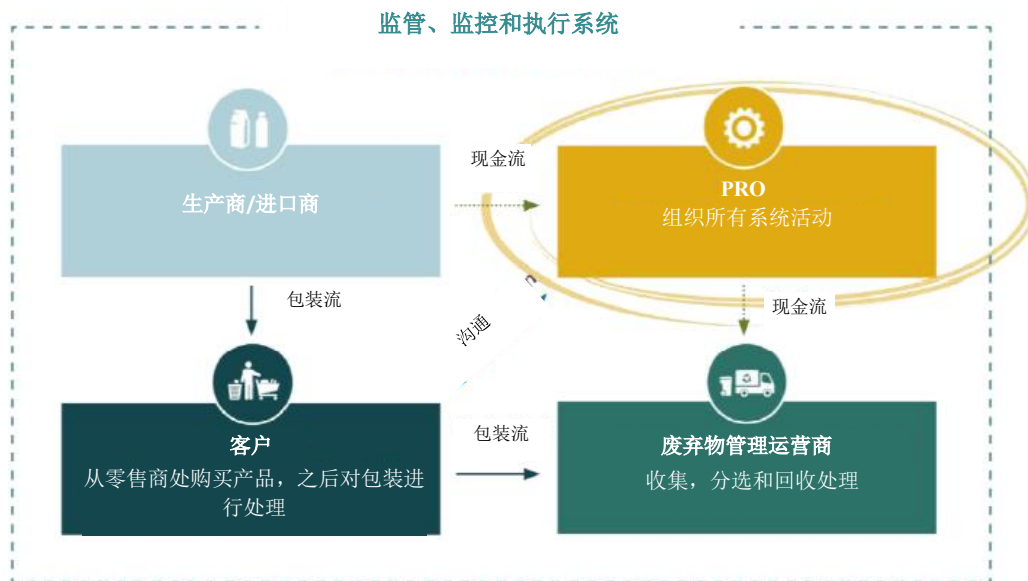 监管、监控和执行系统
生产商/进口商
现金流
PRO
组织所有系统活动
包装流
沟通
现金流
客户
从零售商处购买产品，之后对包装进
行处理
包装流
废弃物管理运营商
收集，分选和回收处理